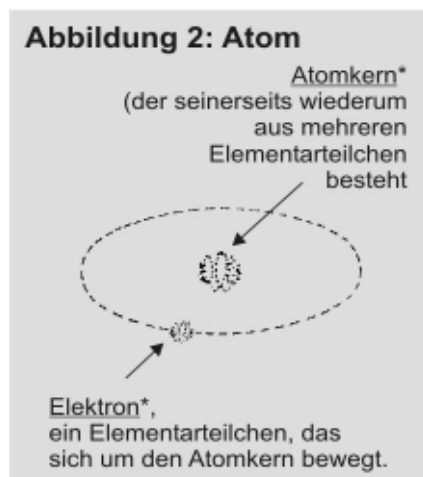 Abbildung 2: Atom
Atomkern*
(der seinerseits wiederum
aus mehreren
Elementarteilchen
besteht
Elektron*,
ein Elementarteilchen, das
sich um den Atomkern bewegt.